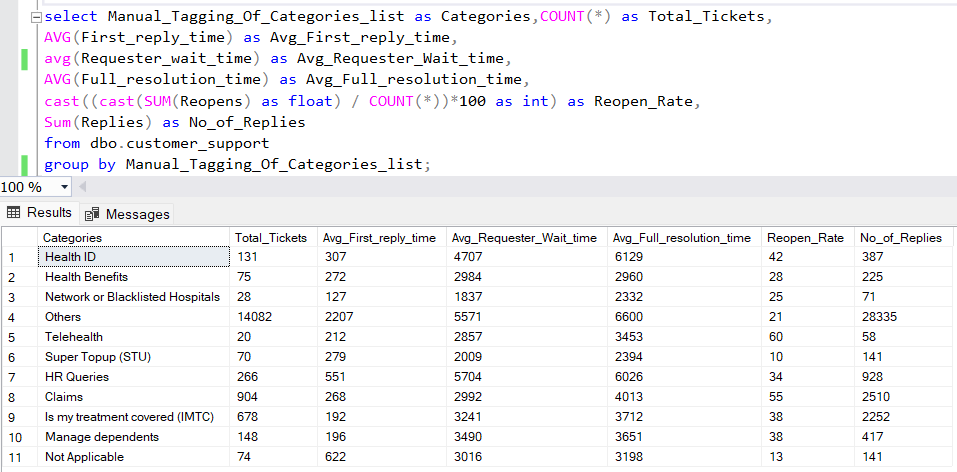 select Manual_Tagging_Of_Categories_list as Categories,COUNT(*) as Total_Tickets,
AVG(First_reply_time) as Avg_First_reply_time,
avg(Requester_wait_time) as Avg_Requester_Wait_time,
AVG(Full_resolution_time) as Avg_Full_resolution_time,
cast((cast(SUM(Reopens) as float) / COUNT(*))*100 as int) as Reopen_Rate,
Sum(Replies) as No_of_Replies
from dbo.customer_support
group by Manual_Tagging_Of_Categories_list;
100 %
Results Messages
Categories Total_Tickets Avg_First_reply_time Avg_Requester_Wait_time Avg_Full_resolution_time Reopen_Rate No_of_Replies
1 Health ID 131 307 4707 6129 42 387
2 Health Benefits 75 272 2984 2960 28 225
3 Network or Blacklisted Hospitals 28 127 1837 2332 25 71
4 Others 14082 2207 5571 6600 21 28335
5 Telehealth 20 212 2857 3453 60 58
6 Super Topup (STU) 70 279 2009 2394 10 141
7 HR Queries 266 551 5704 6026 34 928
8 Claims 904 268 2992 4013 55 2510
9 Is my treatment covered (IMTC) 678 192 3241 3712 38 2252
10 Manage dependents 148 196 3490 3651 38 417
11 Not Applicable 74 622 3016 3198 13 141